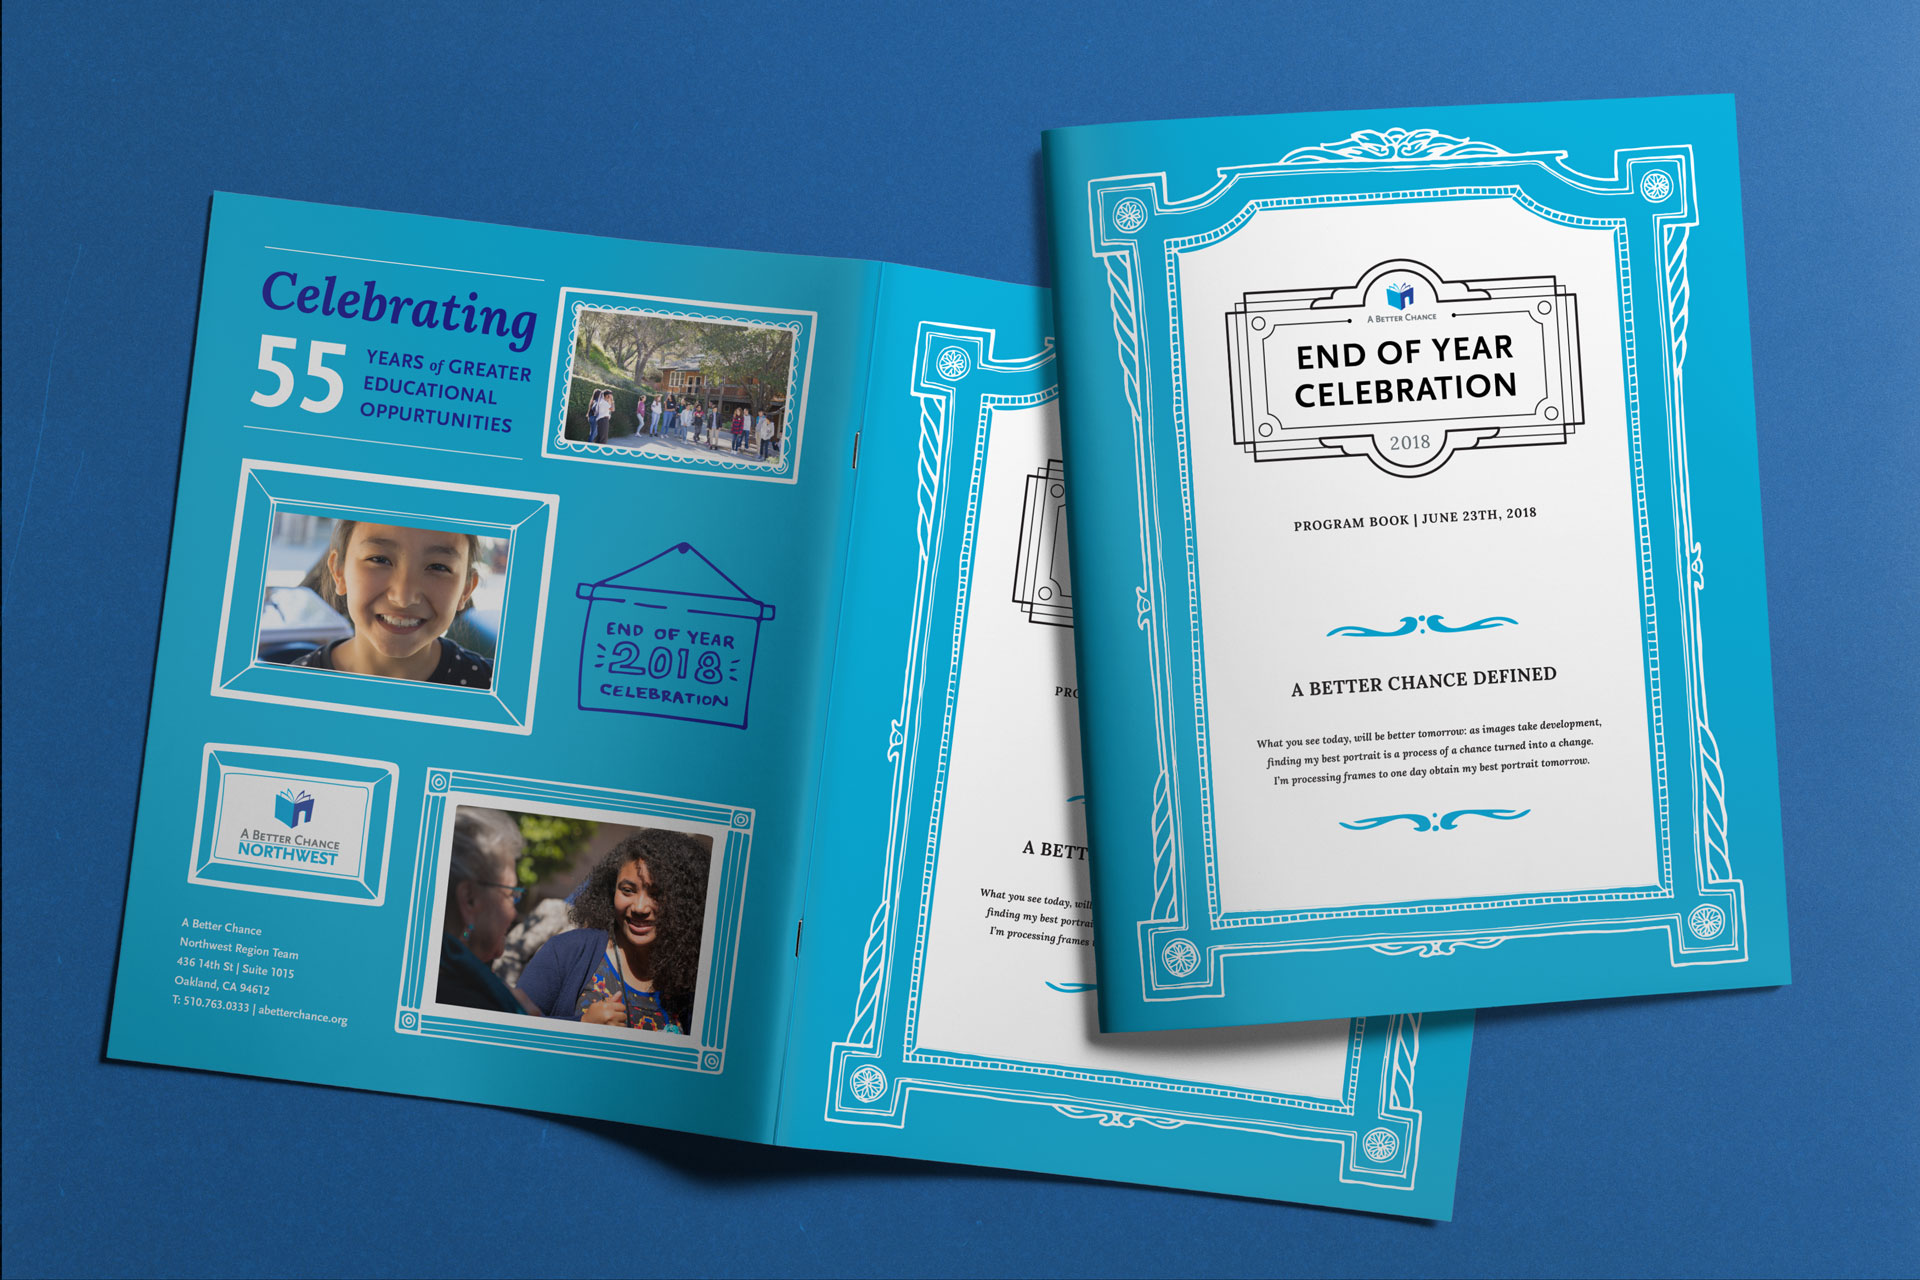 Celebrating
55
YEARS of GREATER
EDUCATIONAL
OPPURTUNITIES
END OF YEAR
2018
CELEBRATION
A BETTER CHANCE
NORTHWEST
A Better Chance
Northwest Region Team
436 14th St | Suite 1015
Oakland, CA 94612
T: 510.763.0333 | abetterchance.org
A BETT
What you see today, will
finding my best portra
I'm processing frames
A BETTER CHANCE
END OF YEAR
CELEBRATION
2018
PROGRAM BOOK | JUNE 23TH, 2018
A BETTER CHANCE DEFINED
What you see today, will be better tomorrow: as images take development,
finding my best portrait is a process of a chance turned into a change.
I'm processing frames to one day obtain my best portrait tomorrow.